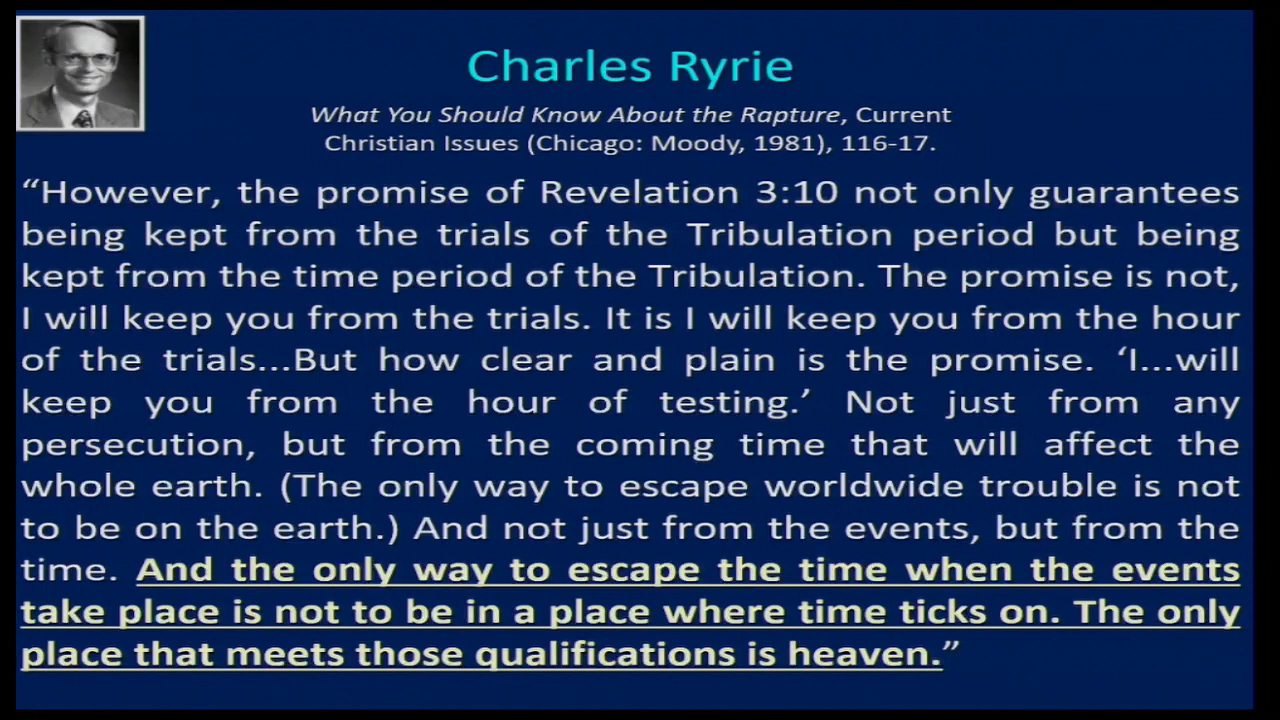 Charles Ryrie
What You Should Know About the Rapture, Current
Christian Issues (Chicago: Moody, 1981), 116-17.
“However, the promise of Revelation 3:10 not only guarantees
being kept from the trials of the Tribulation period but being
kept from the time period of the Tribulation. The promise is not,
I will keep you from the trials. It is I will keep you from the hour
of the trials...But how clear and plain is the promise. ‘I...will
keep you from the hour of testing.’ Not just from any
persecution, but from the coming time that will affect the
whole earth. (The only way to escape worldwide trouble is not
to be on the earth.) And not just from the events, but from the
time. And the only way to escape the time when the events
take place is not to be in a place where time ticks on. The only
place that meets those qualifications is heaven.”